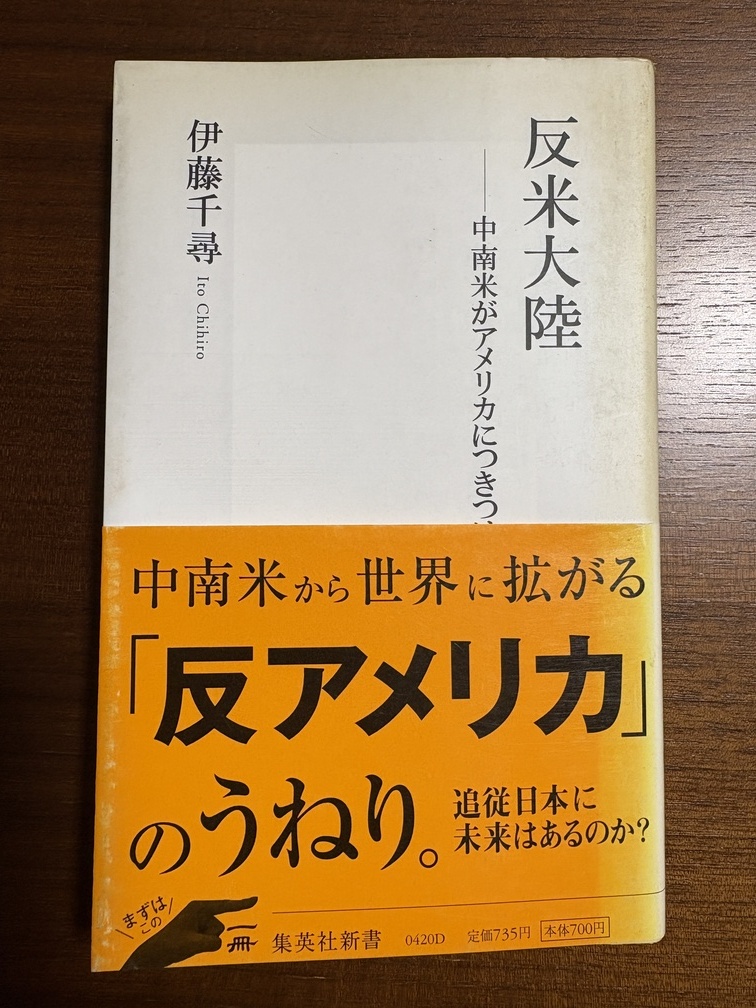 反米大陸
——中南米がアメリカにつきつ
伊藤千尋 Ito Chihiro
中南米から世界に拡がる
「反アメリカ」
のうねり。
追従日本に
未来はあるのか?
まずは
この
一冊
集英社新書 0420D 定価735円 本体700円